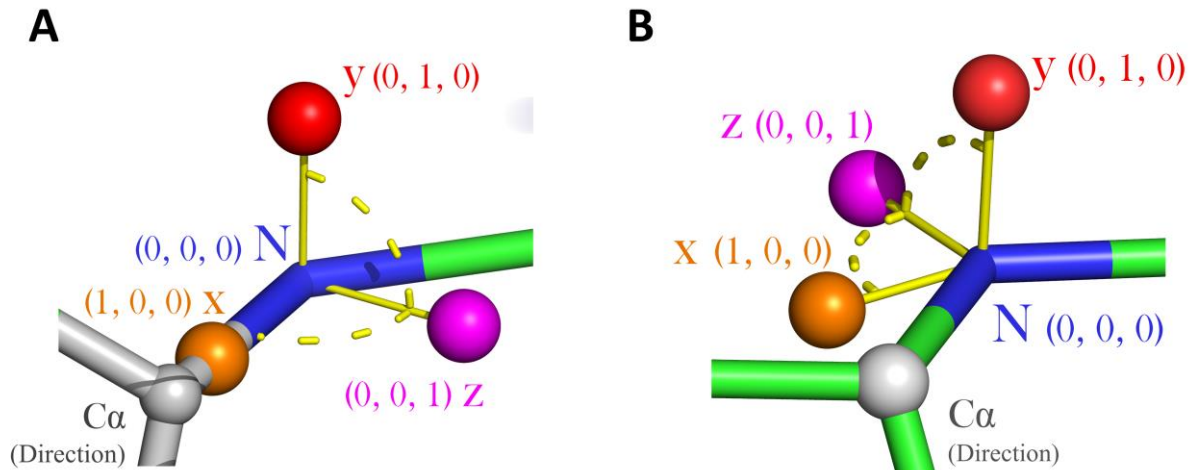 A
y (0, 1, 0)
(0, 0, 0) N
(1, 0, 0) x
(0, 0, 1) z
Cα
(Direction)
B
y (0, 1, 0)
z (0, 0, 1)
x (1, 0, 0)
N (0, 0, 0)
Cα
(Direction)